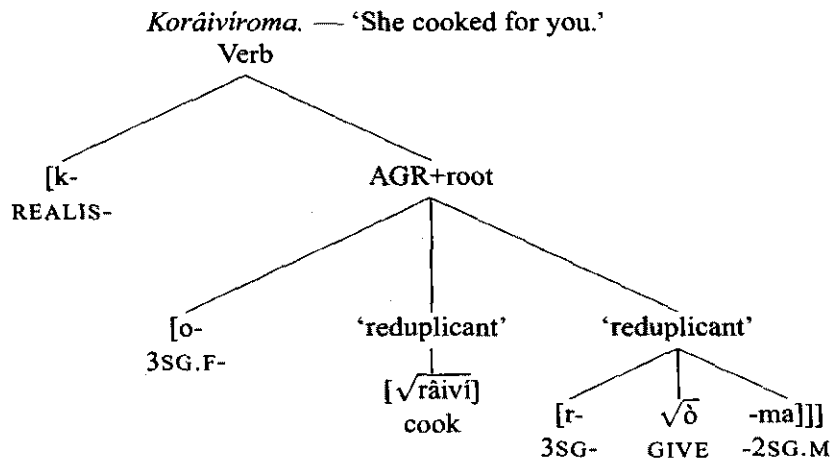 Korâivíroma. — ‘She cooked for you.’
Verb
[k- AGR+root
REALIS-
[o- ‘reduplicant’ ‘reduplicant’
3SG.F- [√râiví] [r- √ò -ma]]]
cook 3SG- GIVE -2SG.M